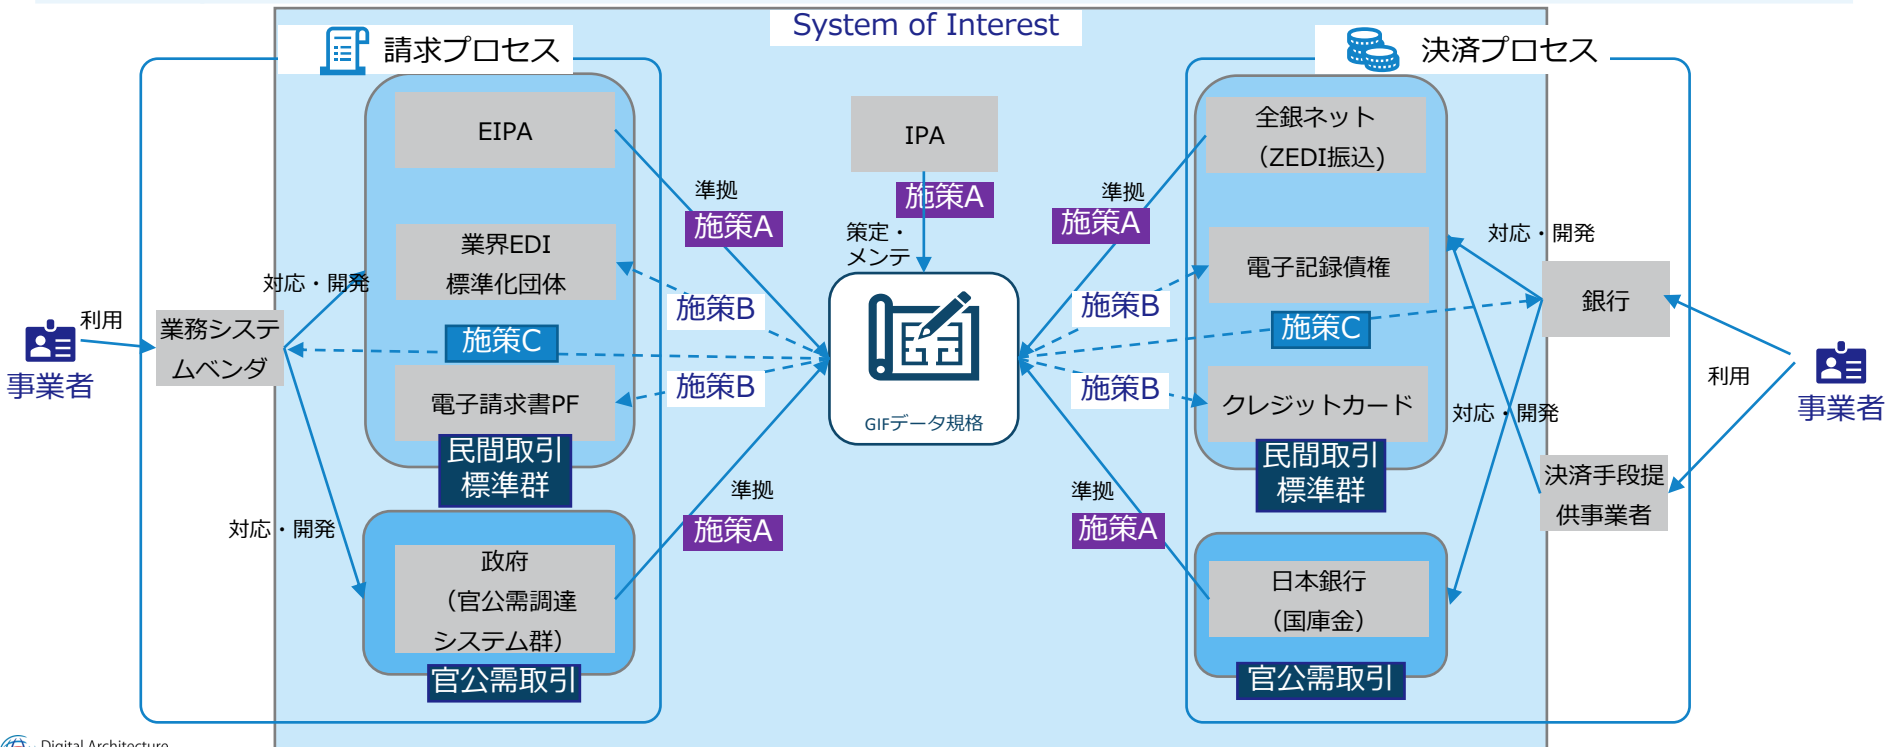 System of Interest
請求プロセス
決済プロセス
EIPA
IPA
全銀ネット
（ZEDI振込)
準拠
施策A
施策A
準拠
施策A
業界EDI
標準化団体
策定・
メンテ
電子記録債権
対応・開発
対応・開発
施策B
施策B
利用
業務システ
ムベンダ
事業者
施策C
施策C
銀行
施策B
施策B
電子請求書PF
GIFデータ規格
クレジットカード
利用
事業者
対応・開発
民間取引
標準群
民間取引
標準群
準拠
施策A
準拠
施策A
決済手段提
供事業者
対応・開発
政府
（官公需調達
システム群）
日本銀行
（国庫金）
官公需取引
官公需取引
Digital Architecture